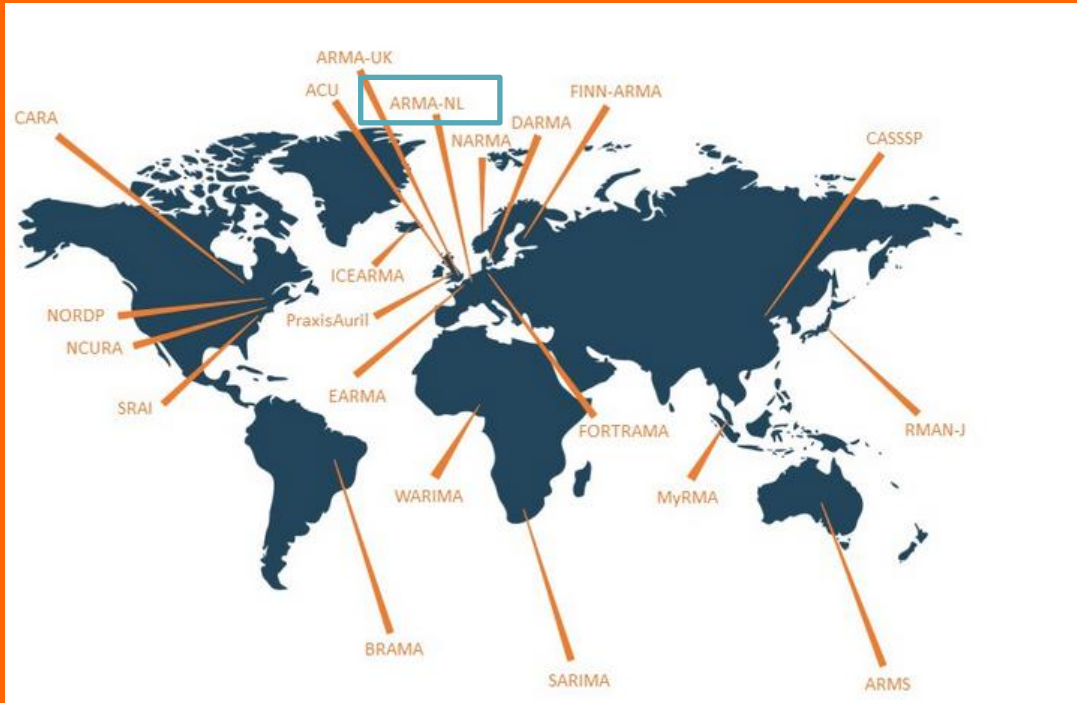 ARMA-UK
ACU
ARMA-NL
FINN-ARMA
CARA
DARMA
NARMA
CASSSP
ICEARMA
NORDP
PraxisAuril
NCURA
EARMA
SRAI
FORTRAMA
RMAN-J
WARIMA
MyRMA
BRAMA
SARIMA
ARMS